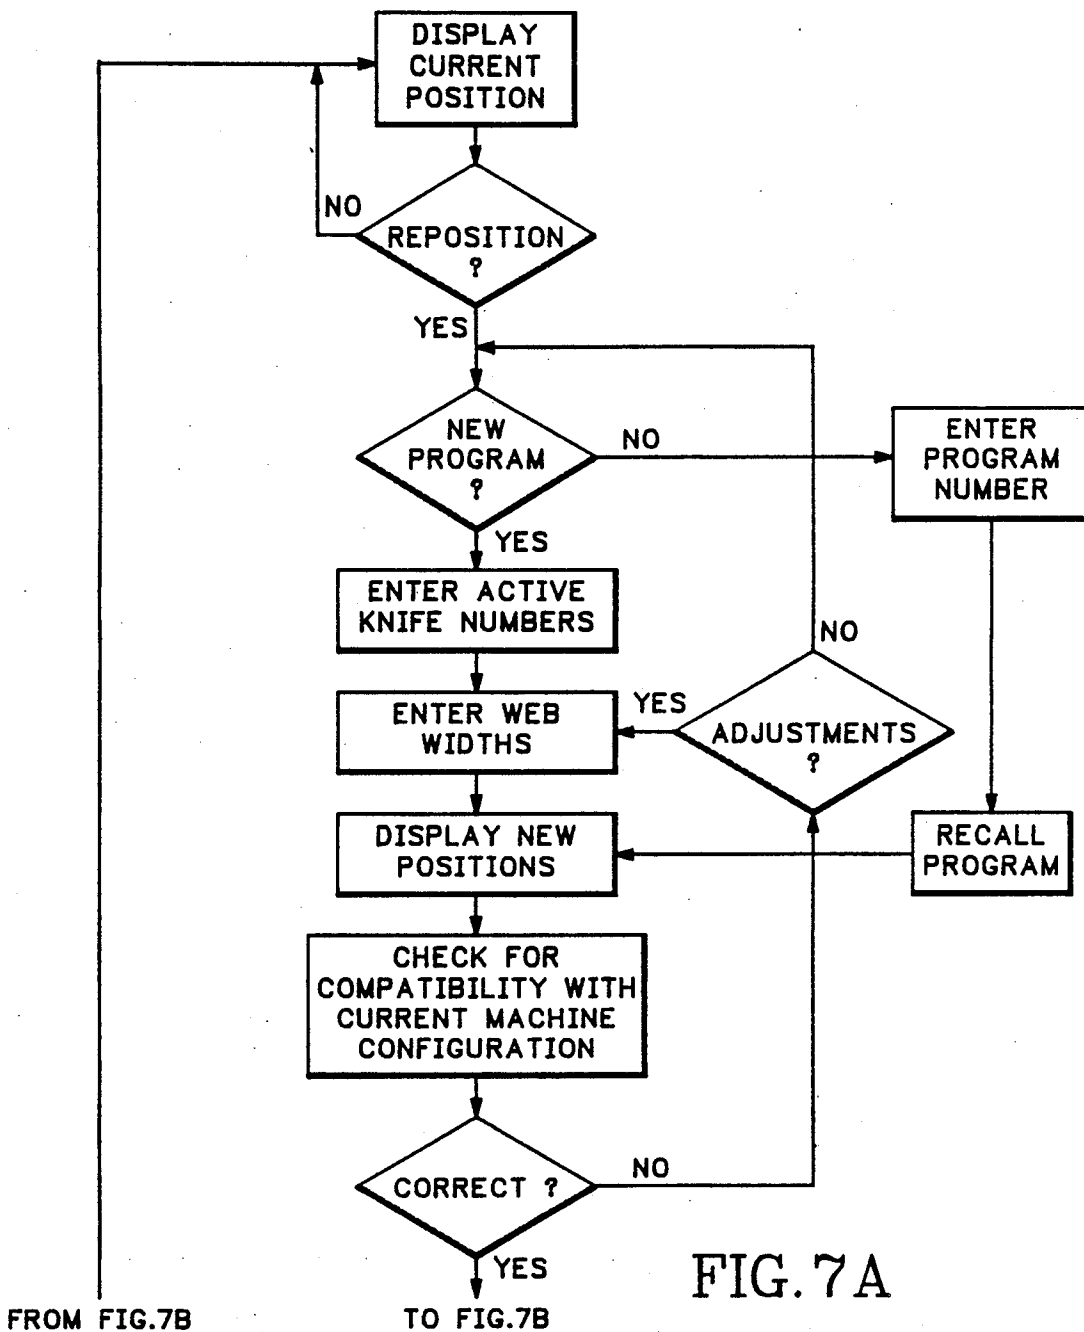 DISPLAY
CURRENT
POSITION
NO
REPOSITION
?
YES
NEW
PROGRAM
?
NO
ENTER
PROGRAM
NUMBER
YES
ENTER ACTIVE
KNIFE NUMBERS
NO
ENTER WEB
WIDTHS
YES
ADJUSTMENTS
?
DISPLAY NEW
POSITIONS
RECALL
PROGRAM
CHECK FOR
COMPATIBILITY WITH
CURRENT MACHINE
CONFIGURATION
CORRECT ?
NO
YES
FIG. 7A
FROM FIG.7B
TO FIG.7B